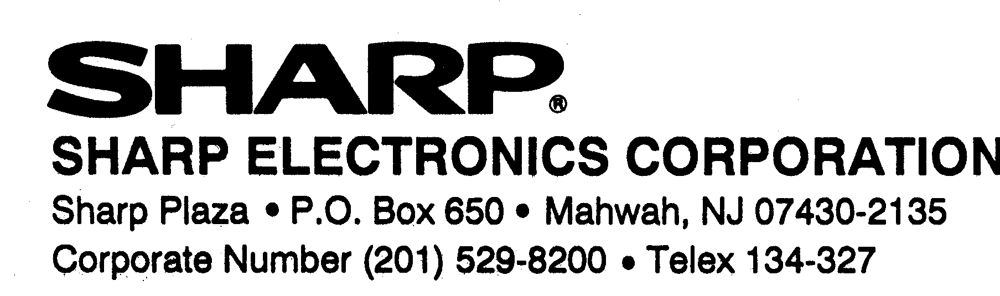 SHARP®
SHARP ELECTRONICS CORPORATION
Sharp Plaza • P.O. Box 650 • Mahwah, NJ 07430-2135
Corporate Number (201) 529-8200 • Telex 134-327